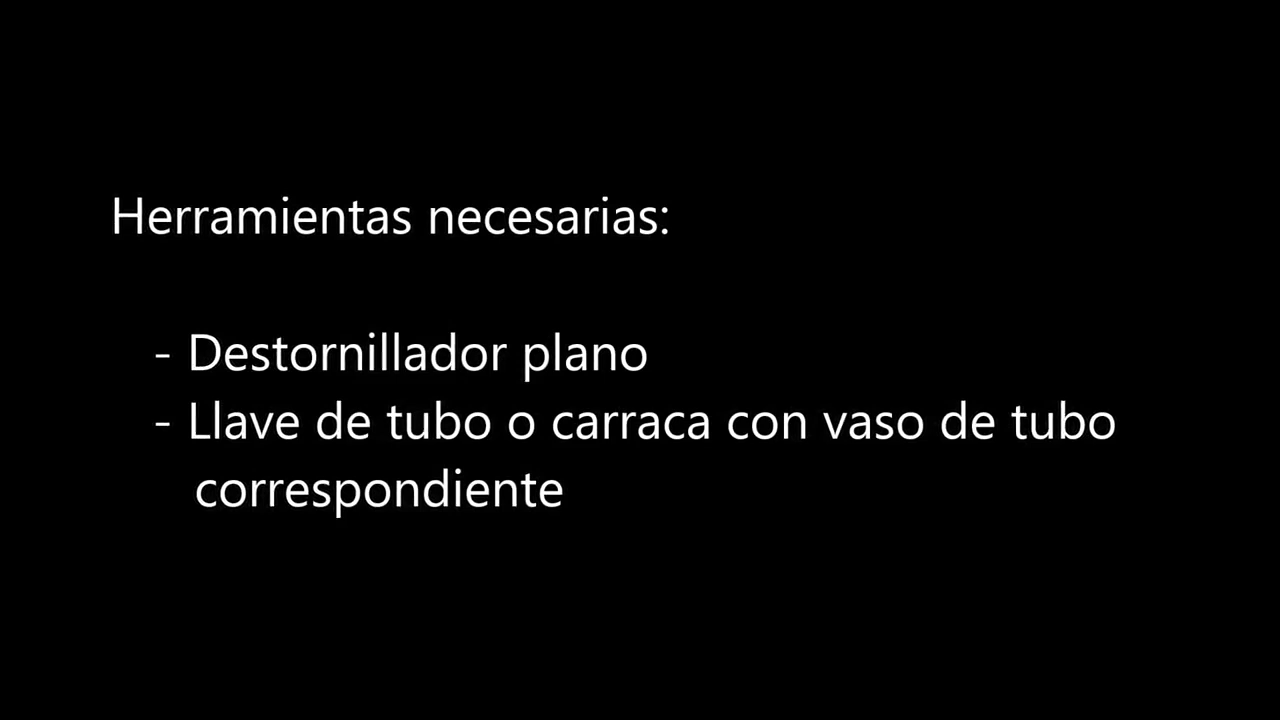 Herramientas necesarias:
- Destornillador plano
- Llave de tubo o carraca con vaso de tubo
correspondiente